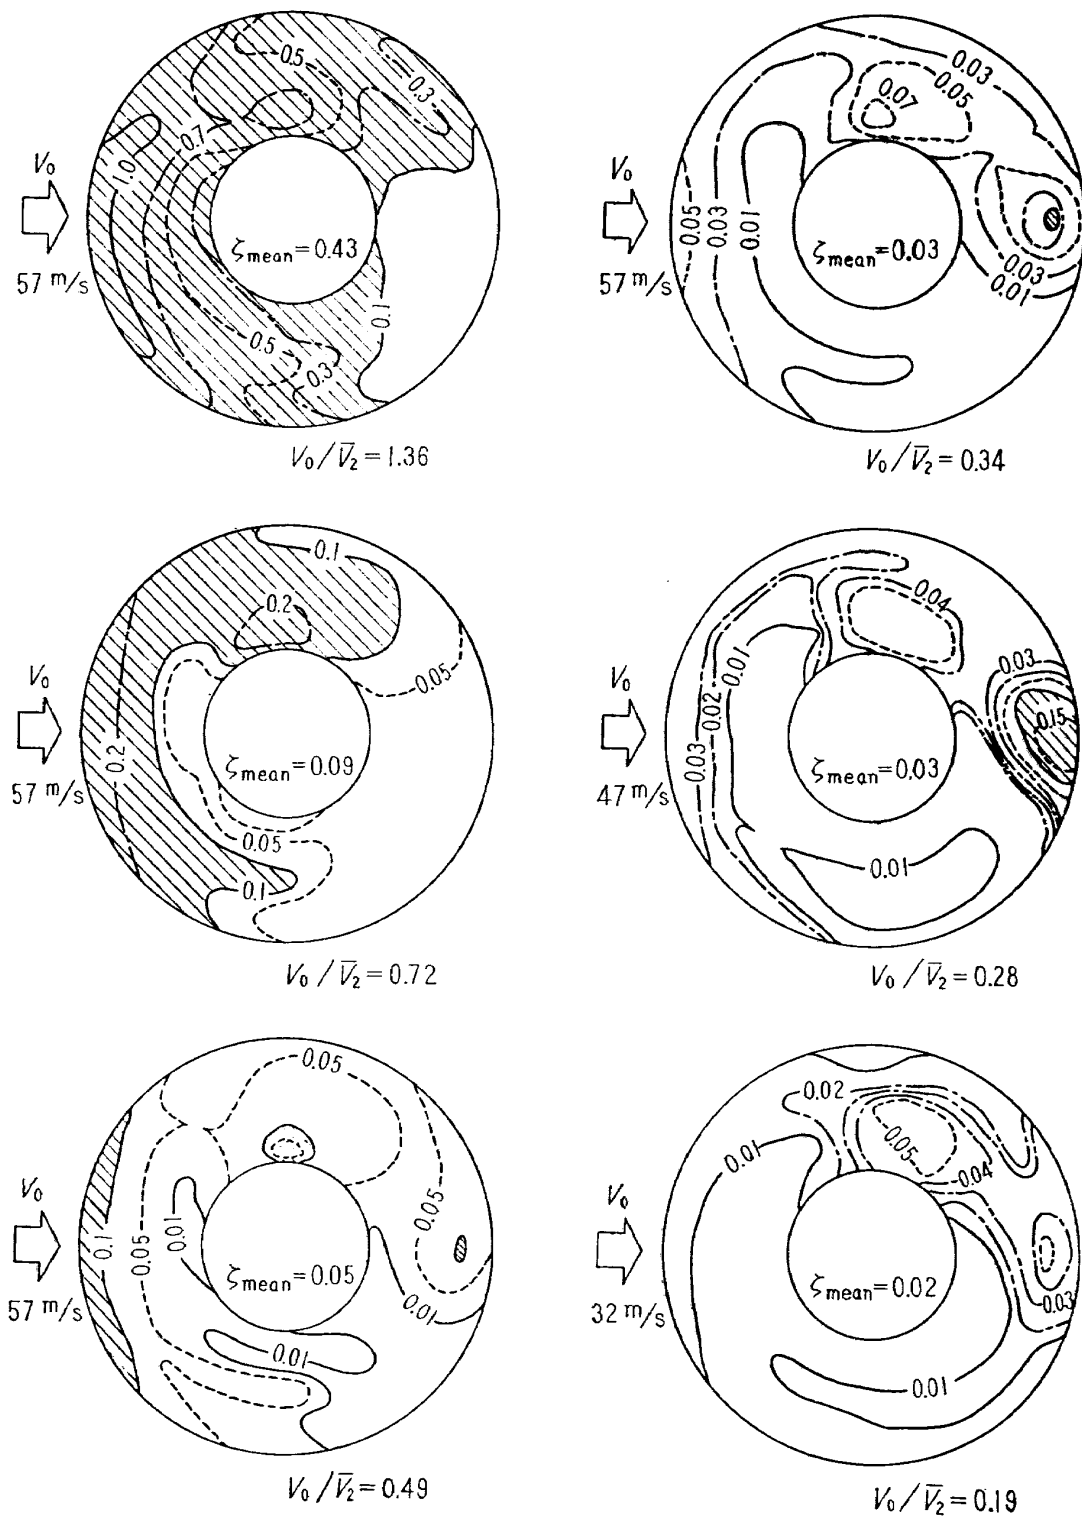 0.5
0.3
0.7
1.0
V₀
ζmean=0.43
57 m/s
0.1
0.5
0.3
V₀/V̅₂=1.36
0.03
0.07
0.05
V₀
0.05
0.03
0.01
ζmean=0.03
57 m/s
0.03
0.01
V₀/V̅₂=0.34
0.1
0.2
0.05
V₀
0.2
ζmean=0.09
57 m/s
0.05
0.1
V₀/V̅₂=0.72
0.04
0.01
0.03
V₀
0.02
0.15
0.03
ζmean=0.03
47 m/s
0.01
V₀/V̅₂=0.28
0.05
V₀
0.05
0.1
0.05
0.01
ζmean=0.05
57 m/s
0.01
0.01
V₀/V̅₂=0.49
0.02
0.01
0.05
0.04
V₀
ζmean=0.02
32 m/s
0.03
0.01
V₀/V̅₂=0.19